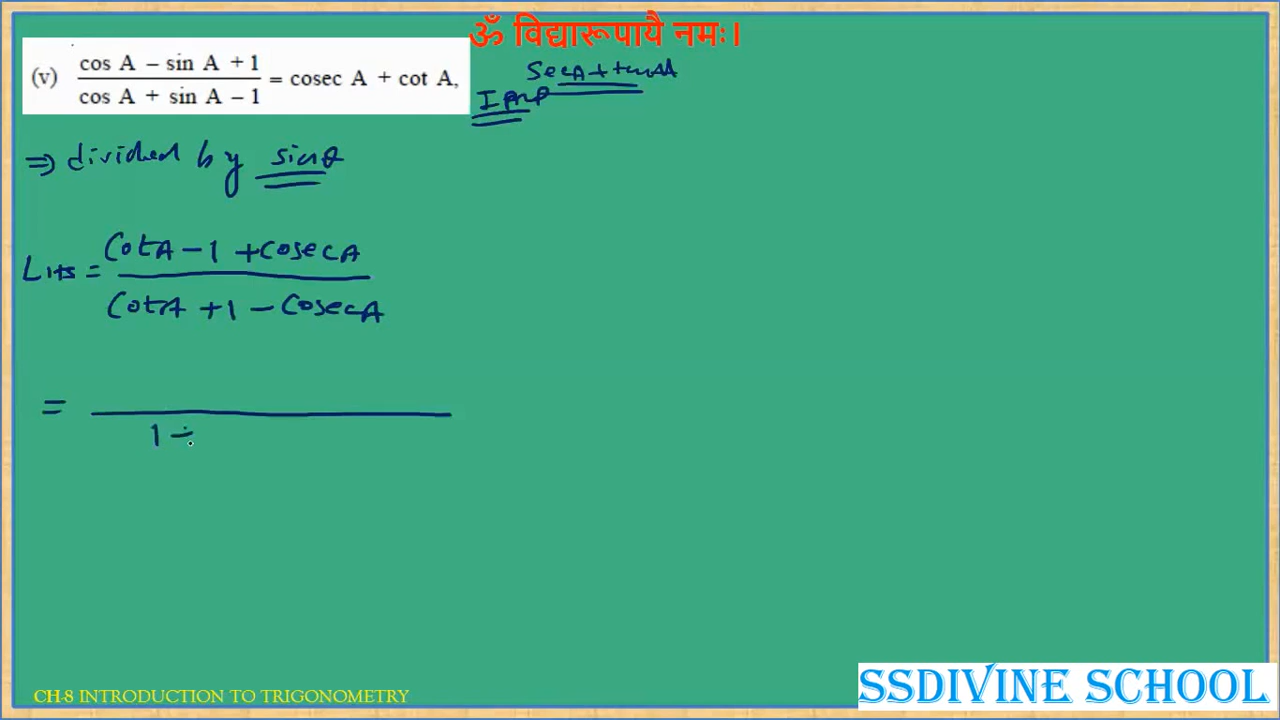 ॐ विद्यारूपायै नमः।
(v) cos A – sin A + 1 / cos A + sin A – 1 = cosec A + cot A,
SecA + tanA
Imp
⇒ divided by sinθ
LHS = CotA – 1 + CosecA / CotA + 1 – CosecA
=
1 –
CH-8 INTRODUCTION TO TRIGONOMETRY
SSDIVINE SCHOOL